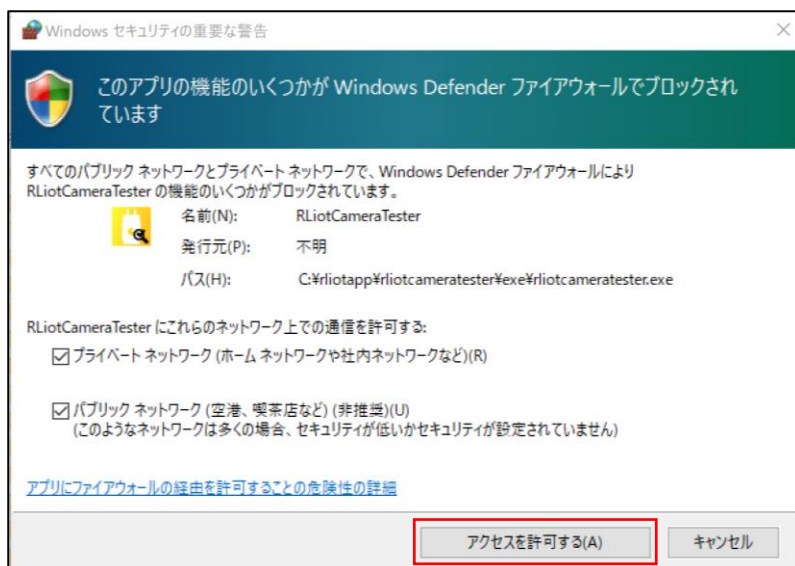 Windows セキュリティの重要な警告
このアプリの機能のいくつかが Windows Defender ファイアウォールでブロックされ
ています
すべてのパブリック ネットワークとプライベート ネットワークで、Windows Defender ファイアウォールにより
RLiotCameraTester の機能のいくつかがブロックされています。
名前(N): RLiotCameraTester
発行元(P): 不明
パス(H): C:¥rliotapp¥rliotcameratester¥exe¥rliotcameratester.exe
RLiotCameraTester にこれらのネットワーク上での通信を許可する:
プライベート ネットワーク (ホーム ネットワークや社内ネットワークなど)(R)
パブリック ネットワーク (空港、喫茶店など) (非推奨)(U)
(このようなネットワークは多くの場合、セキュリティが低いかセキュリティが設定されていません)
アプリにファイアウォールの経由を許可することの危険性の詳細
アクセスを許可する(A) キャンセル